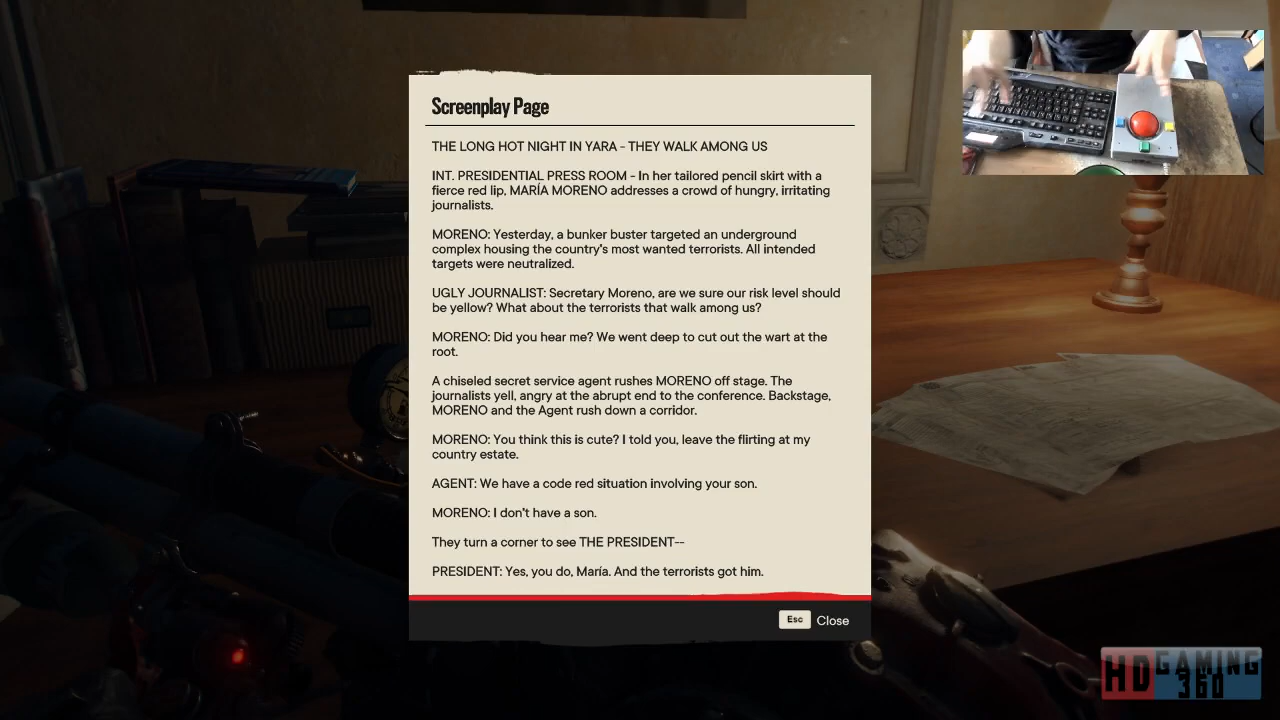 Screenplay Page
THE LONG HOT NIGHT IN YARA - THEY WALK AMONG US
INT. PRESIDENTIAL PRESS ROOM - In her tailored pencil skirt with a
fierce red lip, MARÍA MORENO addresses a crowd of hungry, irritating
journalists.
MORENO: Yesterday, a bunker buster targeted an underground
complex housing the country's most wanted terrorists. All intended
targets were neutralized.
UGLY JOURNALIST: Secretary Moreno, are we sure our risk level should
be yellow? What about the terrorists that walk among us?
MORENO: Did you hear me? We went deep to cut out the wart at the
root.
A chiseled secret service agent rushes MORENO off stage. The
journalists yell, angry at the abrupt end to the conference. Backstage,
MORENO and the Agent rush down a corridor.
MORENO: You think this is cute? I told you, leave the flirting at my
country estate.
AGENT: We have a code red situation involving your son.
MORENO: I don't have a son.
They turn a corner to see THE PRESIDENT--
PRESIDENT: Yes, you do, María. And the terrorists got him.
Esc Close
HD GAMING
360